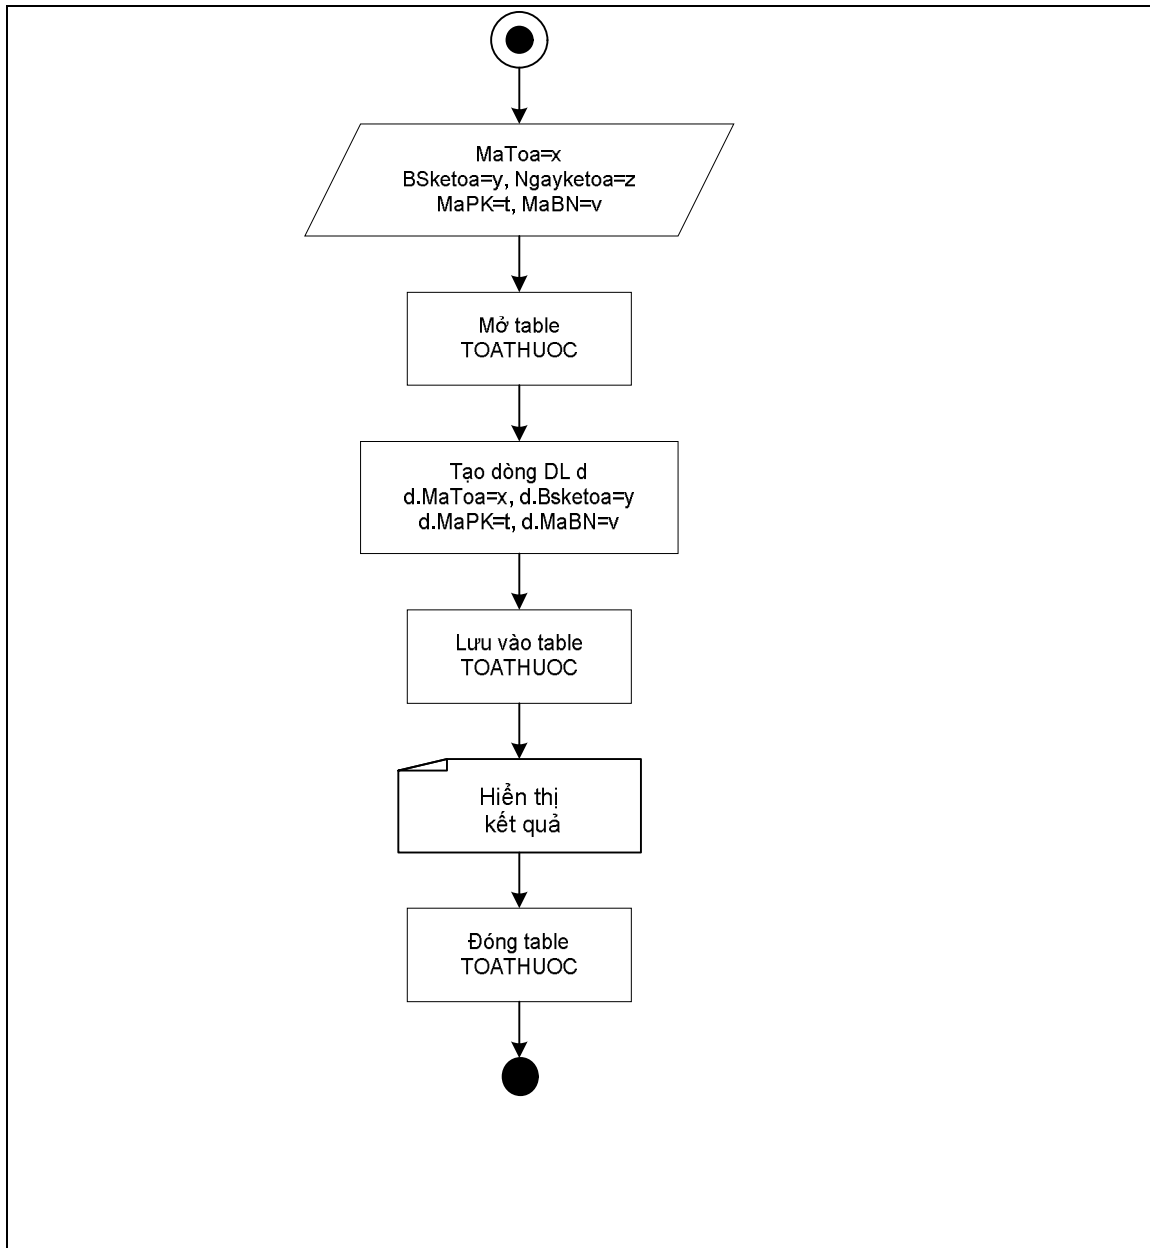 MaToa=x
BSketoa=y, Ngayketoa=z
MaPK=t, MaBN=v
Mở table
TOATHUOC
Tạo dòng DL d
d.MaToa=x, d.Bsketoa=y
d.MaPK=t, d.MaBN=v
Lưu vào table
TOATHUOC
Hiển thị
kết quả
Đóng table
TOATHUOC